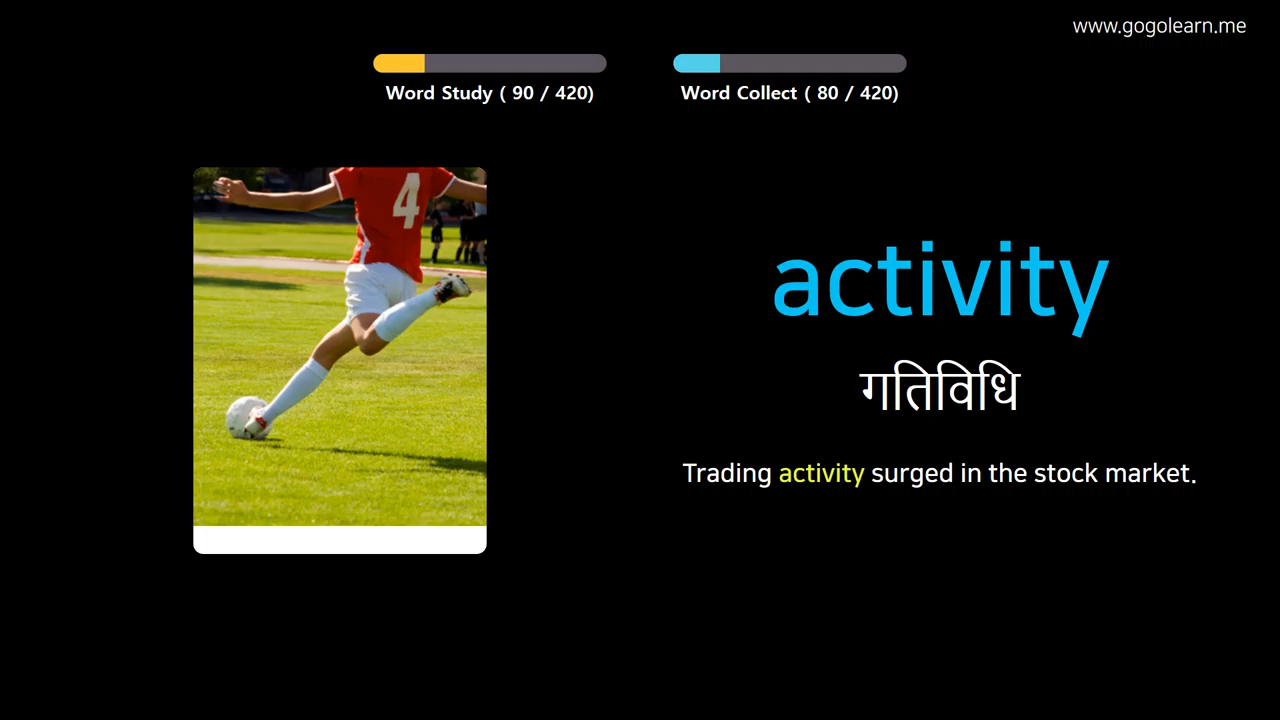 www.gogolearn.me
Word Study ( 90 / 420)
Word Collect ( 80 / 420)
4
activity
गतिविधि
Trading activity surged in the stock market.